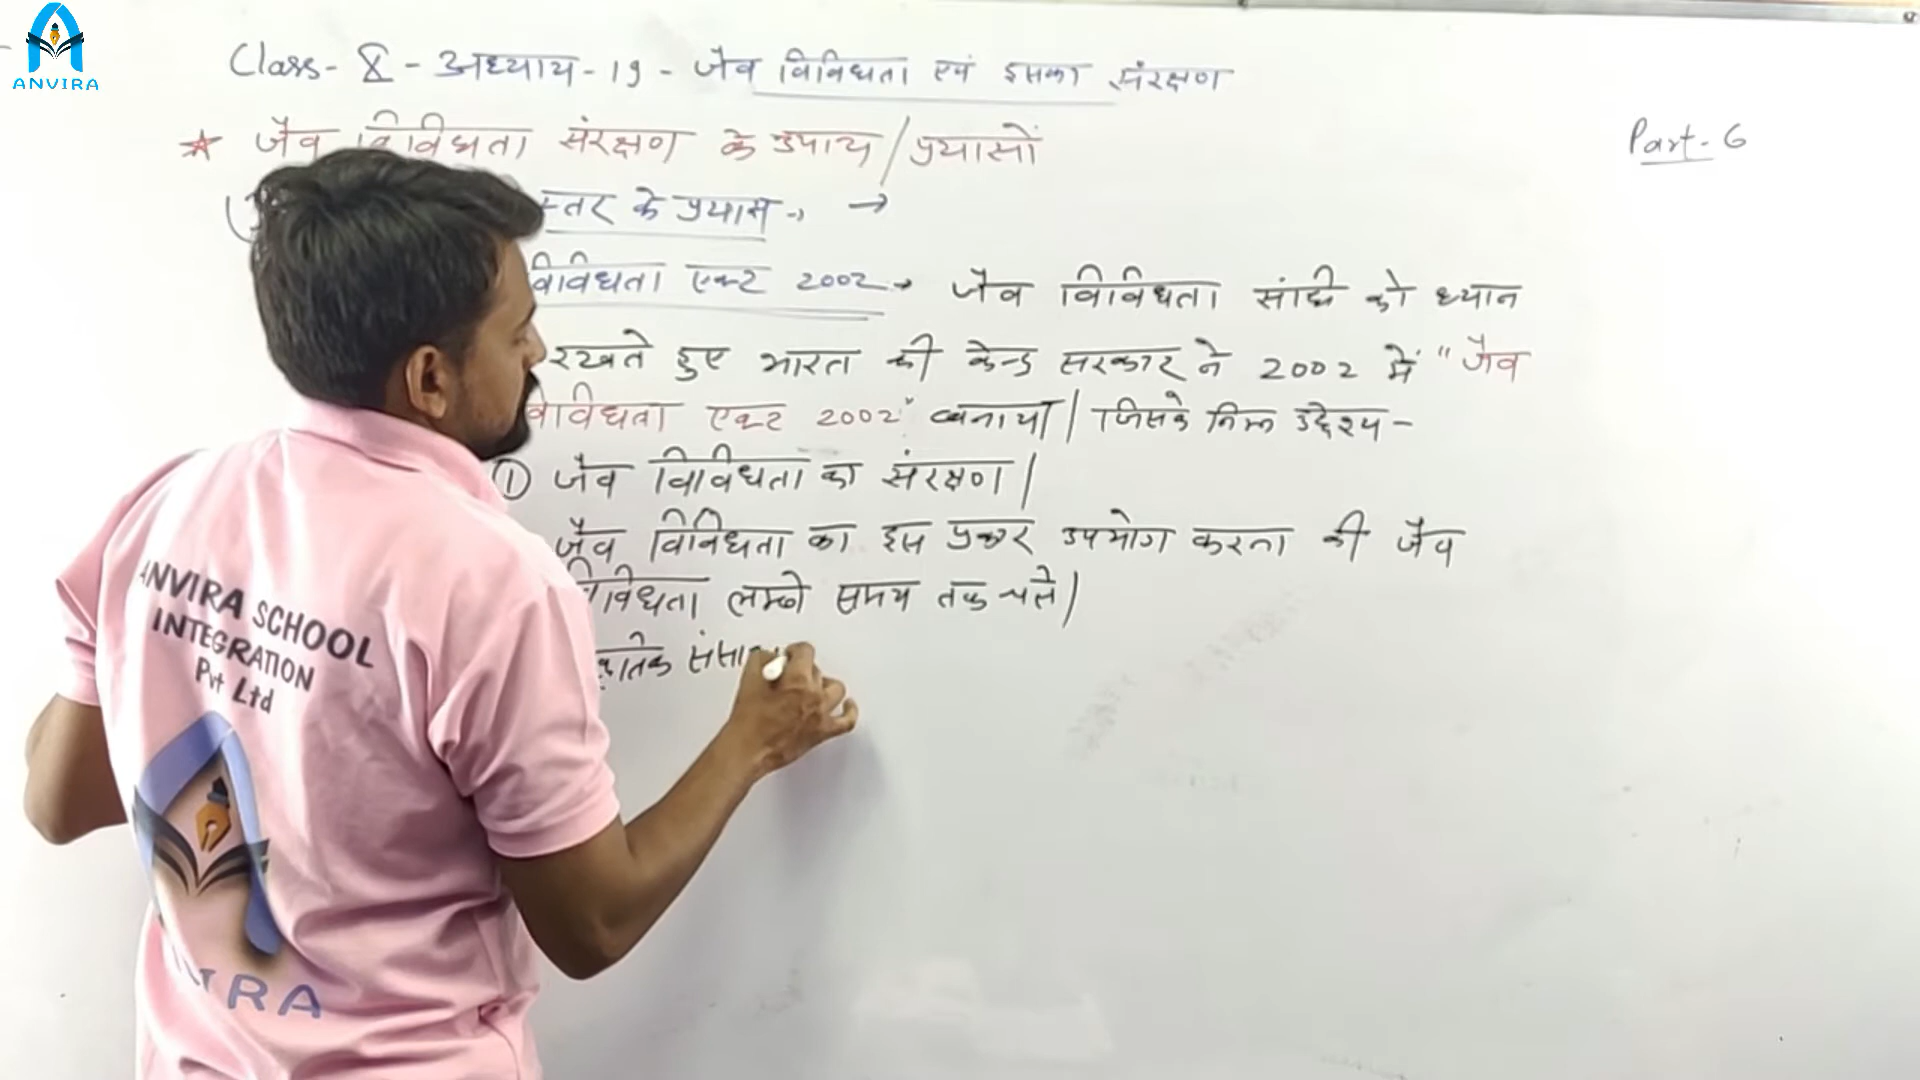 ANVIRA
Class - X - अध्याय - 19 - जैव विविधता एवं इसका संरक्षण
Part - 6
★ जैव विविधता संरक्षण के उपाय / प्रयासों
स्तर के प्रयास →
विविधता एक्ट 2002 → जैव विविधता संधि को ध्यान
रखते हुए भारत की केन्द्र सरकार ने 2002 में "जैव
विविधता एक्ट 2002" बनाया। जिसके निम्न उद्देश्य -
① जैव विविधता का संरक्षण।
जैव विविधता का इस प्रकार उपयोग करना की जैव
विविधता लम्बे समय तक चले।
ANVIRA SCHOOL
INTEGRATION
Pvt Ltd